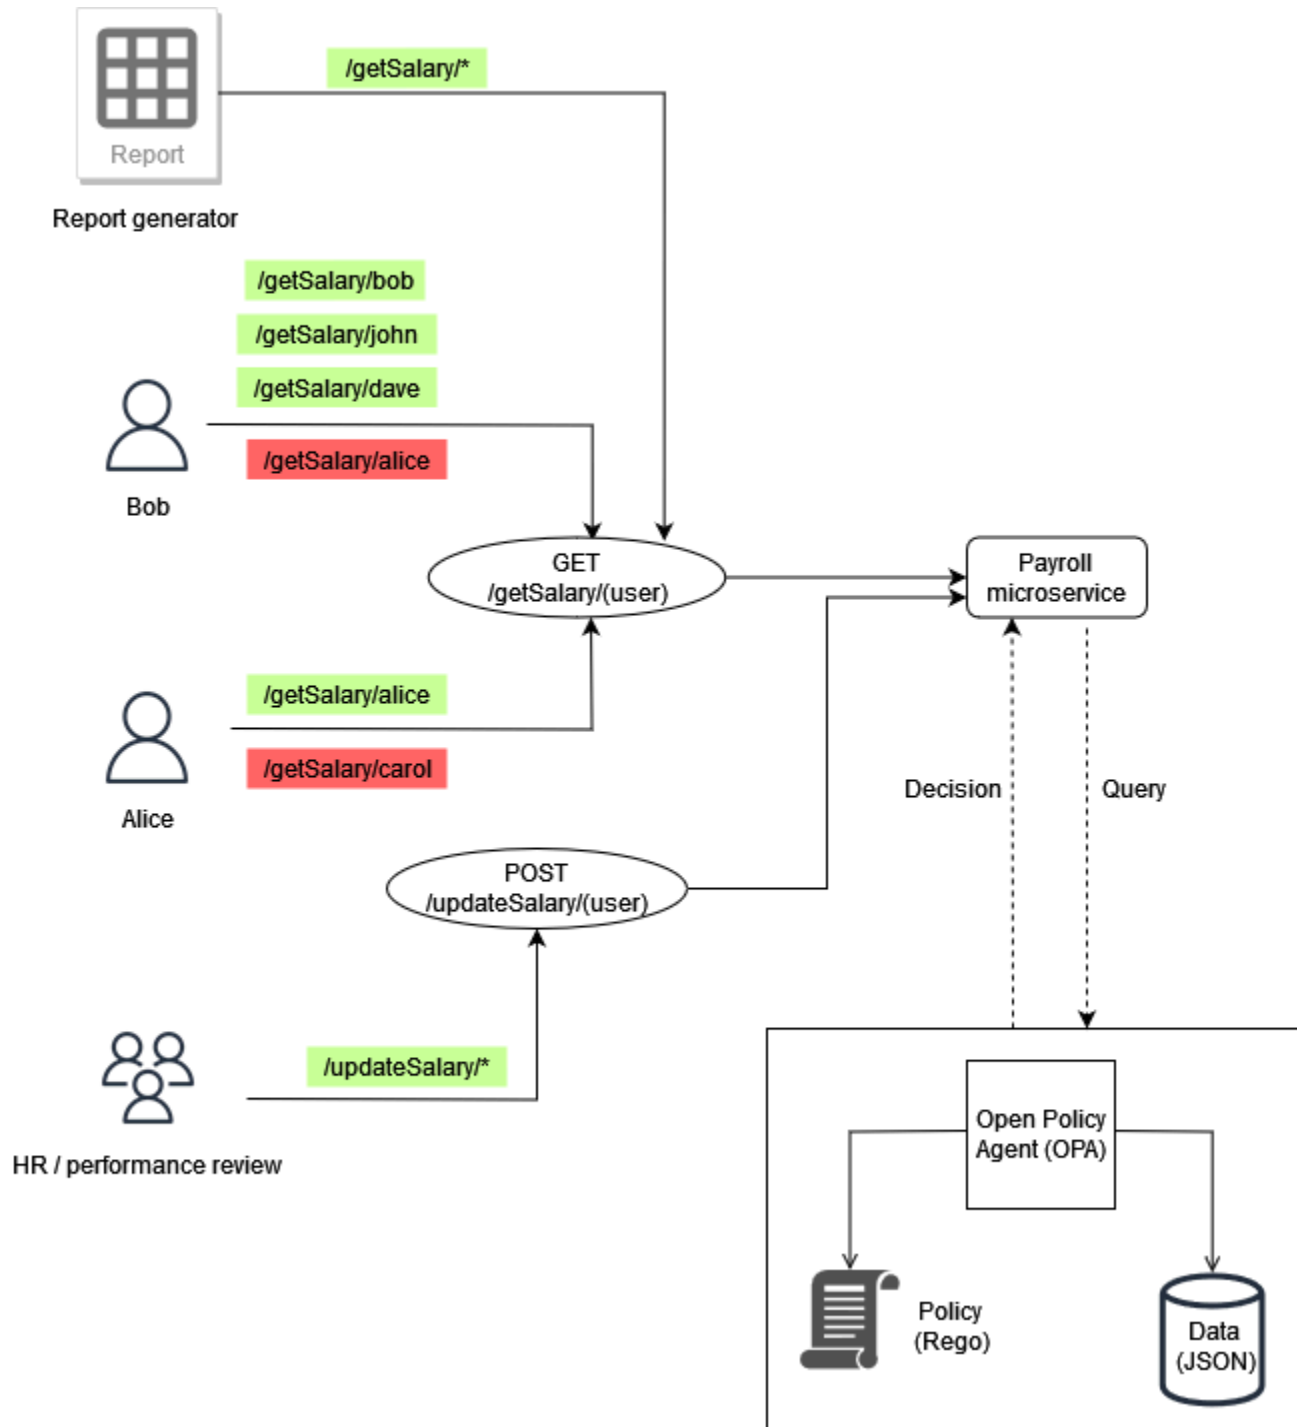 /getSalary/*
Report
Report generator
/getSalary/bob
/getSalary/john
/getSalary/dave
/getSalary/alice
Bob
GET
/getSalary/(user)
Payroll
microservice
/getSalary/alice
/getSalary/carol
Alice
Decision
Query
POST
/updateSalary/(user)
/updateSalary/*
HR / performance review
Open Policy
Agent (OPA)
Policy
(Rego)
Data
(JSON)